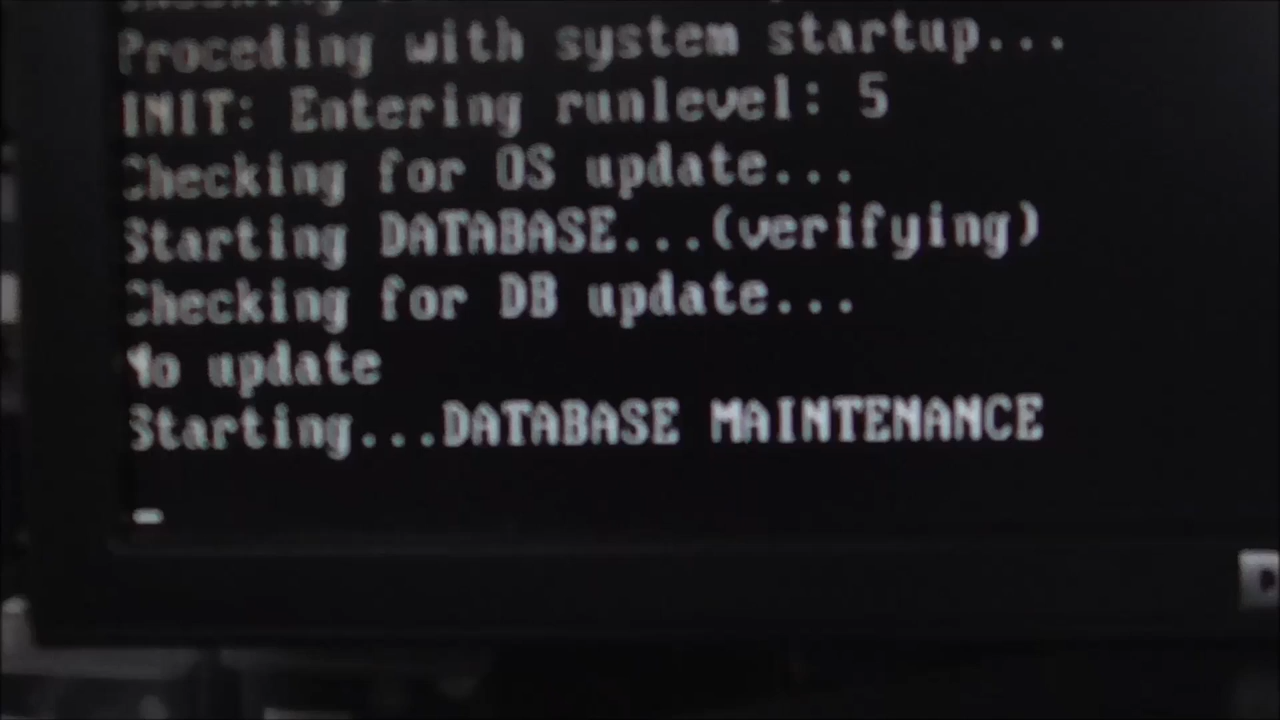 Proceding with system startup...
INIT: Entering runlevel: 5
Checking for OS update...
Starting DATABASE...(verifying)
Checking for DB update...
No update
Starting...DATABASE MAINTENANCE
_